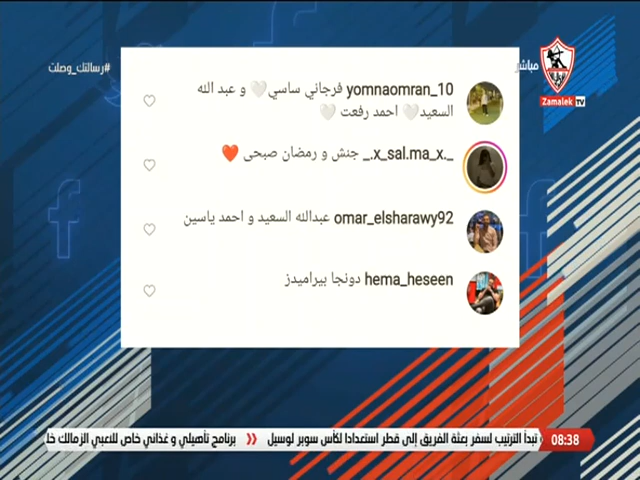 #رسالتك_وصلت
مباشر
Zamalek TV
yomnaomran_10 فرجاني ساسي🤍 و عبد الله
السعيد🤍 احمد رفعت🤍
_.x_sal.ma_x._ جنش و رمضان صبحى ❤️
omar_elsharawy92 عبدالله السعيد و احمد ياسين
hema_heseen دونجا بيراميدز
08:38 تبدأ الترتيب لسفر بعثة الفريق إلى قطر استعدادا لكأس سوبر لوسيل » برنامج تأهيلي و غذائي خاص للاعبي الزمالك خلا